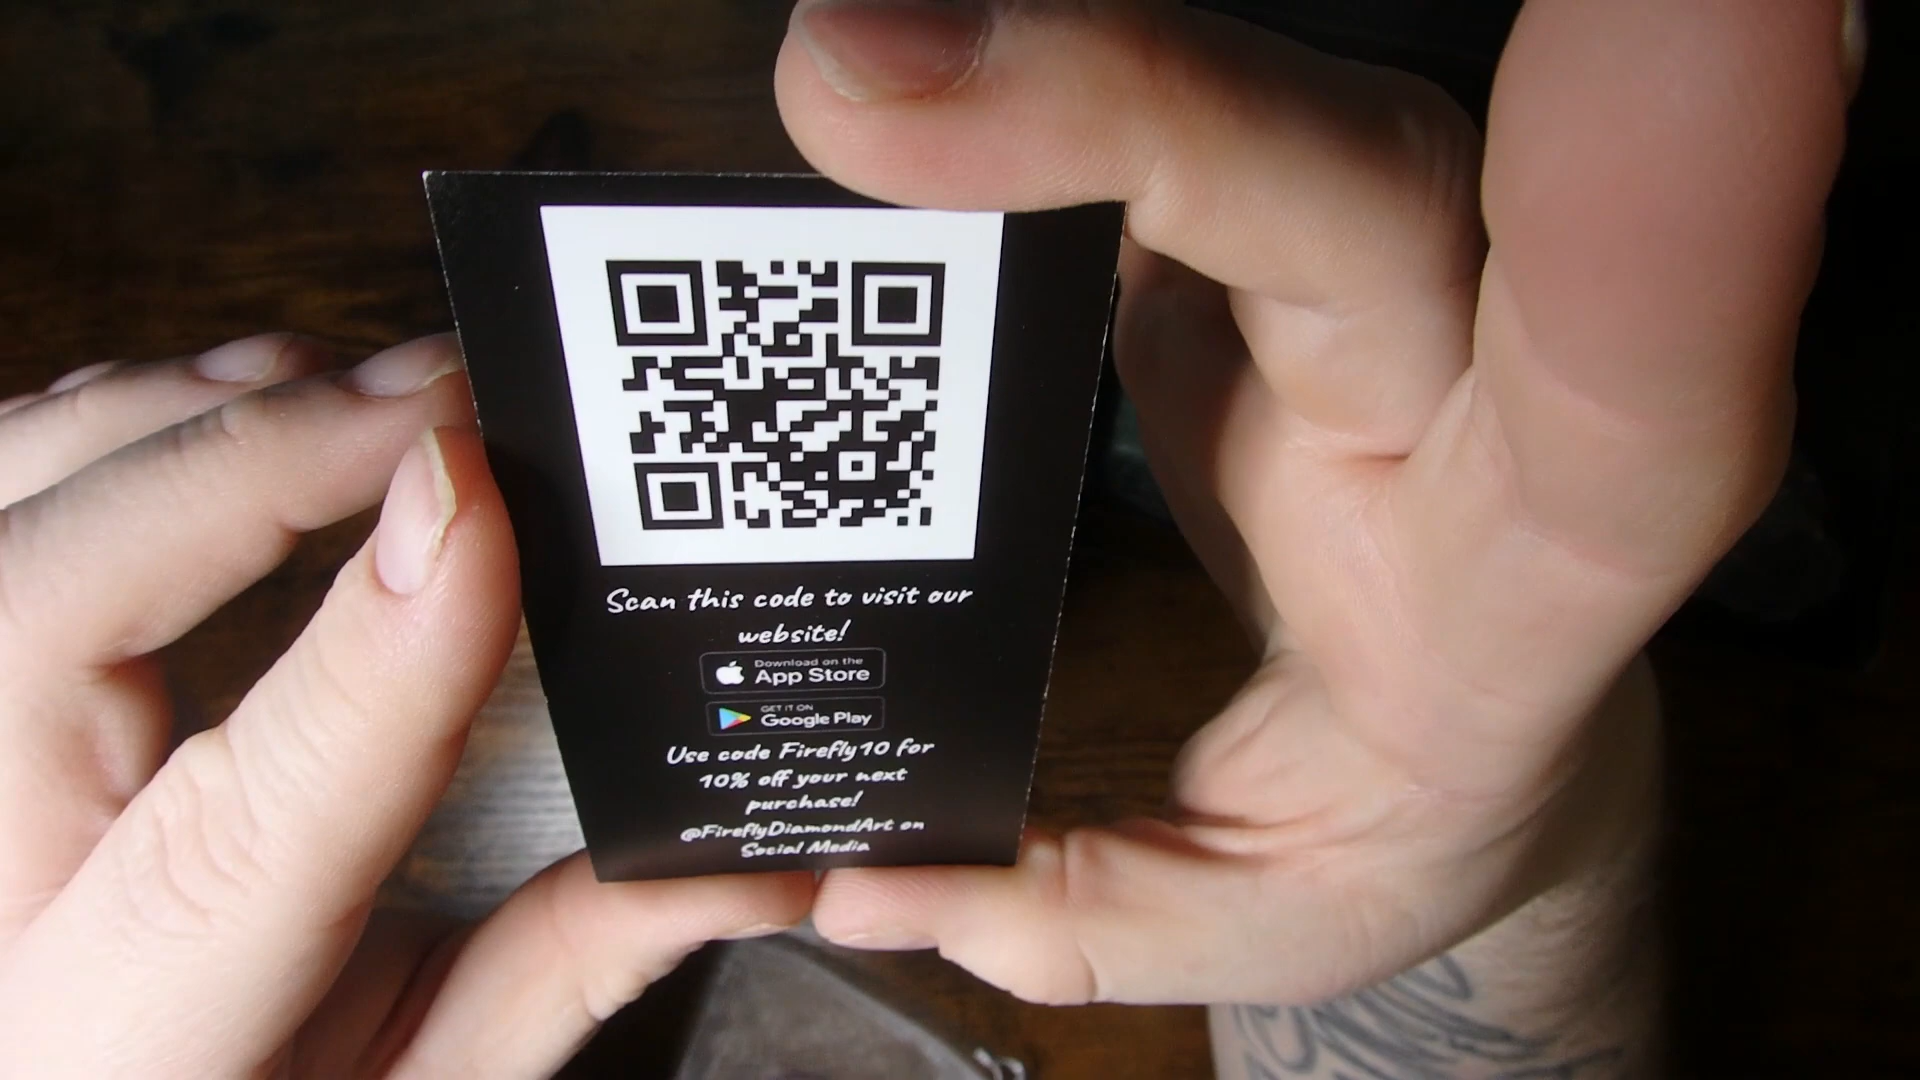 Scan this code to visit our
website!
Download on the
App Store
GET IT ON
Google Play
Use code Firefly10 for
10% off your next
purchase!
@FireflyDiamondArt on
Social Media